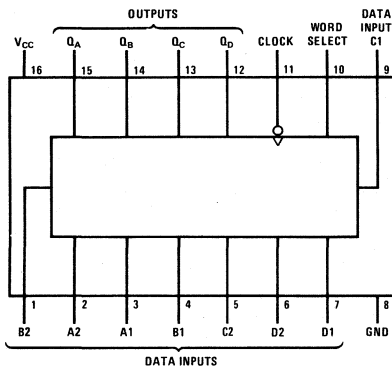 OUTPUTS
DATA
WORD INPUT
VCC QA QB QC QD CLOCK SELECT C1
16 15 14 13 12 11 10 9
1 2 3 4 5 6 7 8
B2 A2 A1 B1 C2 D2 D1 GND
DATA INPUTS